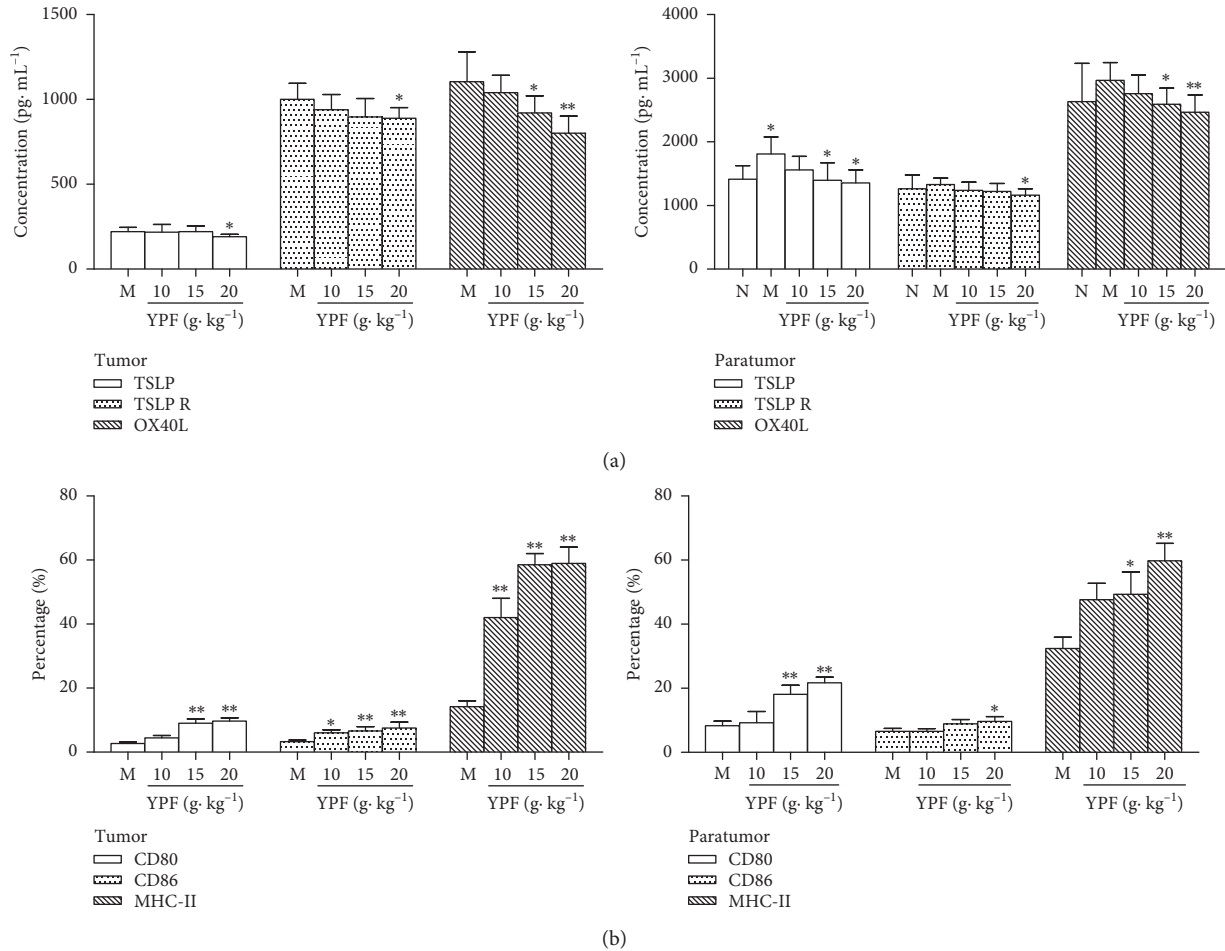 1500
1000
500
0
Concentration (pg· mL⁻¹)
*
*
*
**
M 10 15 20 M 10 15 20 M 10 15 20
YPF (g· kg⁻¹) YPF (g· kg⁻¹) YPF (g· kg⁻¹)
Tumor
TSLP
TSLP R
OX40L
4000
3000
2000
1000
0
Concentration (pg· mL⁻¹)
*
*
*
*
*
**
N M 10 15 20 N M 10 15 20 N M 10 15 20
YPF (g· kg⁻¹) YPF (g· kg⁻¹) YPF (g· kg⁻¹)
Paratumor
TSLP
TSLP R
OX40L
(a)
80
60
40
20
0
Percentage (%)
**
**
*
**
**
**
**
**
M 10 15 20 M 10 15 20 M 10 15 20
YPF (g· kg⁻¹) YPF (g· kg⁻¹) YPF (g· kg⁻¹)
Tumor
CD80
CD86
MHC-II
80
60
40
20
0
Percentage (%)
**
**
*
*
**
M 10 15 20 M 10 15 20 M 10 15 20
YPF (g· kg⁻¹) YPF (g· kg⁻¹) YPF (g· kg⁻¹)
Paratumor
CD80
CD86
MHC-II
(b)